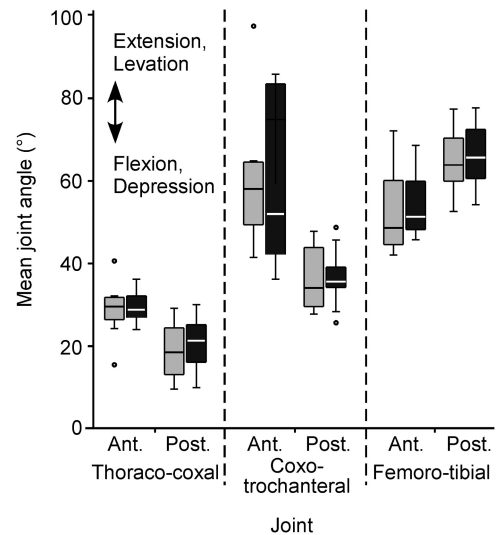 100
80
60
40
20
0
Mean joint angle (°)
Extension,
Levation
Flexion,
Depression
Ant. Post. Ant. Post. Ant. Post.
Thoraco-coxal
Coxo-
trochanteral
Femoro-tibial
Joint